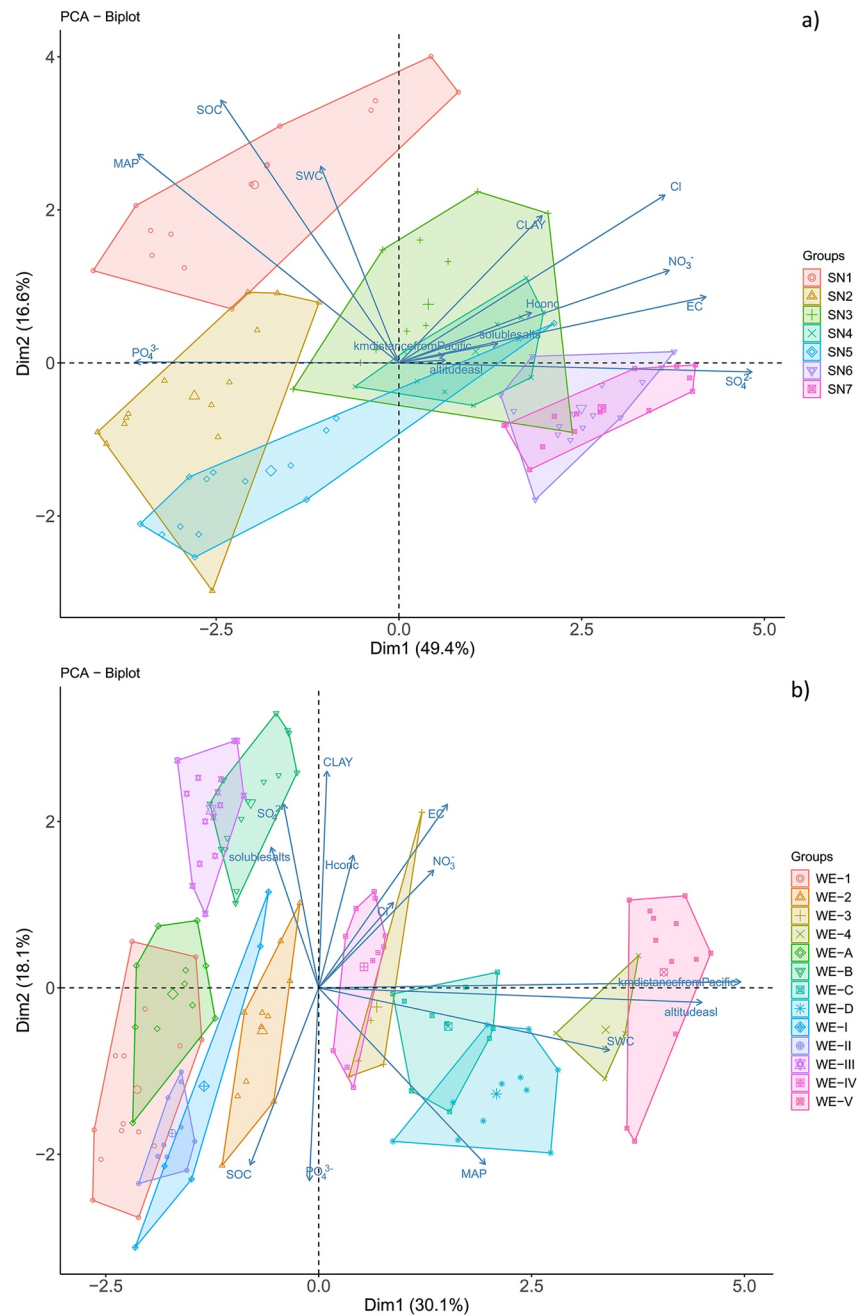 PCA − Biplot
a)
4
2
0
−2
Dim2 (16.6%)
SOC
MAP
SWC
Cl
CLAY
NO₃⁻
Hconc
EC
solublesalts
kmdistancefromPacific
PO₄³⁻
altitudeasl
SO₄²⁻
−2.5
0.0
2.5
5.0
Dim1 (49.4%)
Groups
SN1
SN2
SN3
SN4
SN5
SN6
SN7
PCA − Biplot
b)
2
0
−2
Dim2 (18.1%)
CLAY
SO₄²⁻
EC
solublesalts
Hconc
NO₃⁻
Cl
kmdistancefromPacific
altitudeasl
SWC
SOC
PO₄³⁻
MAP
−2.5
0.0
2.5
5.0
Dim1 (30.1%)
Groups
WE−1
WE−2
WE−3
WE−4
WE−A
WE−B
WE−C
WE−D
WE−I
WE−II
WE−III
WE−IV
WE−V